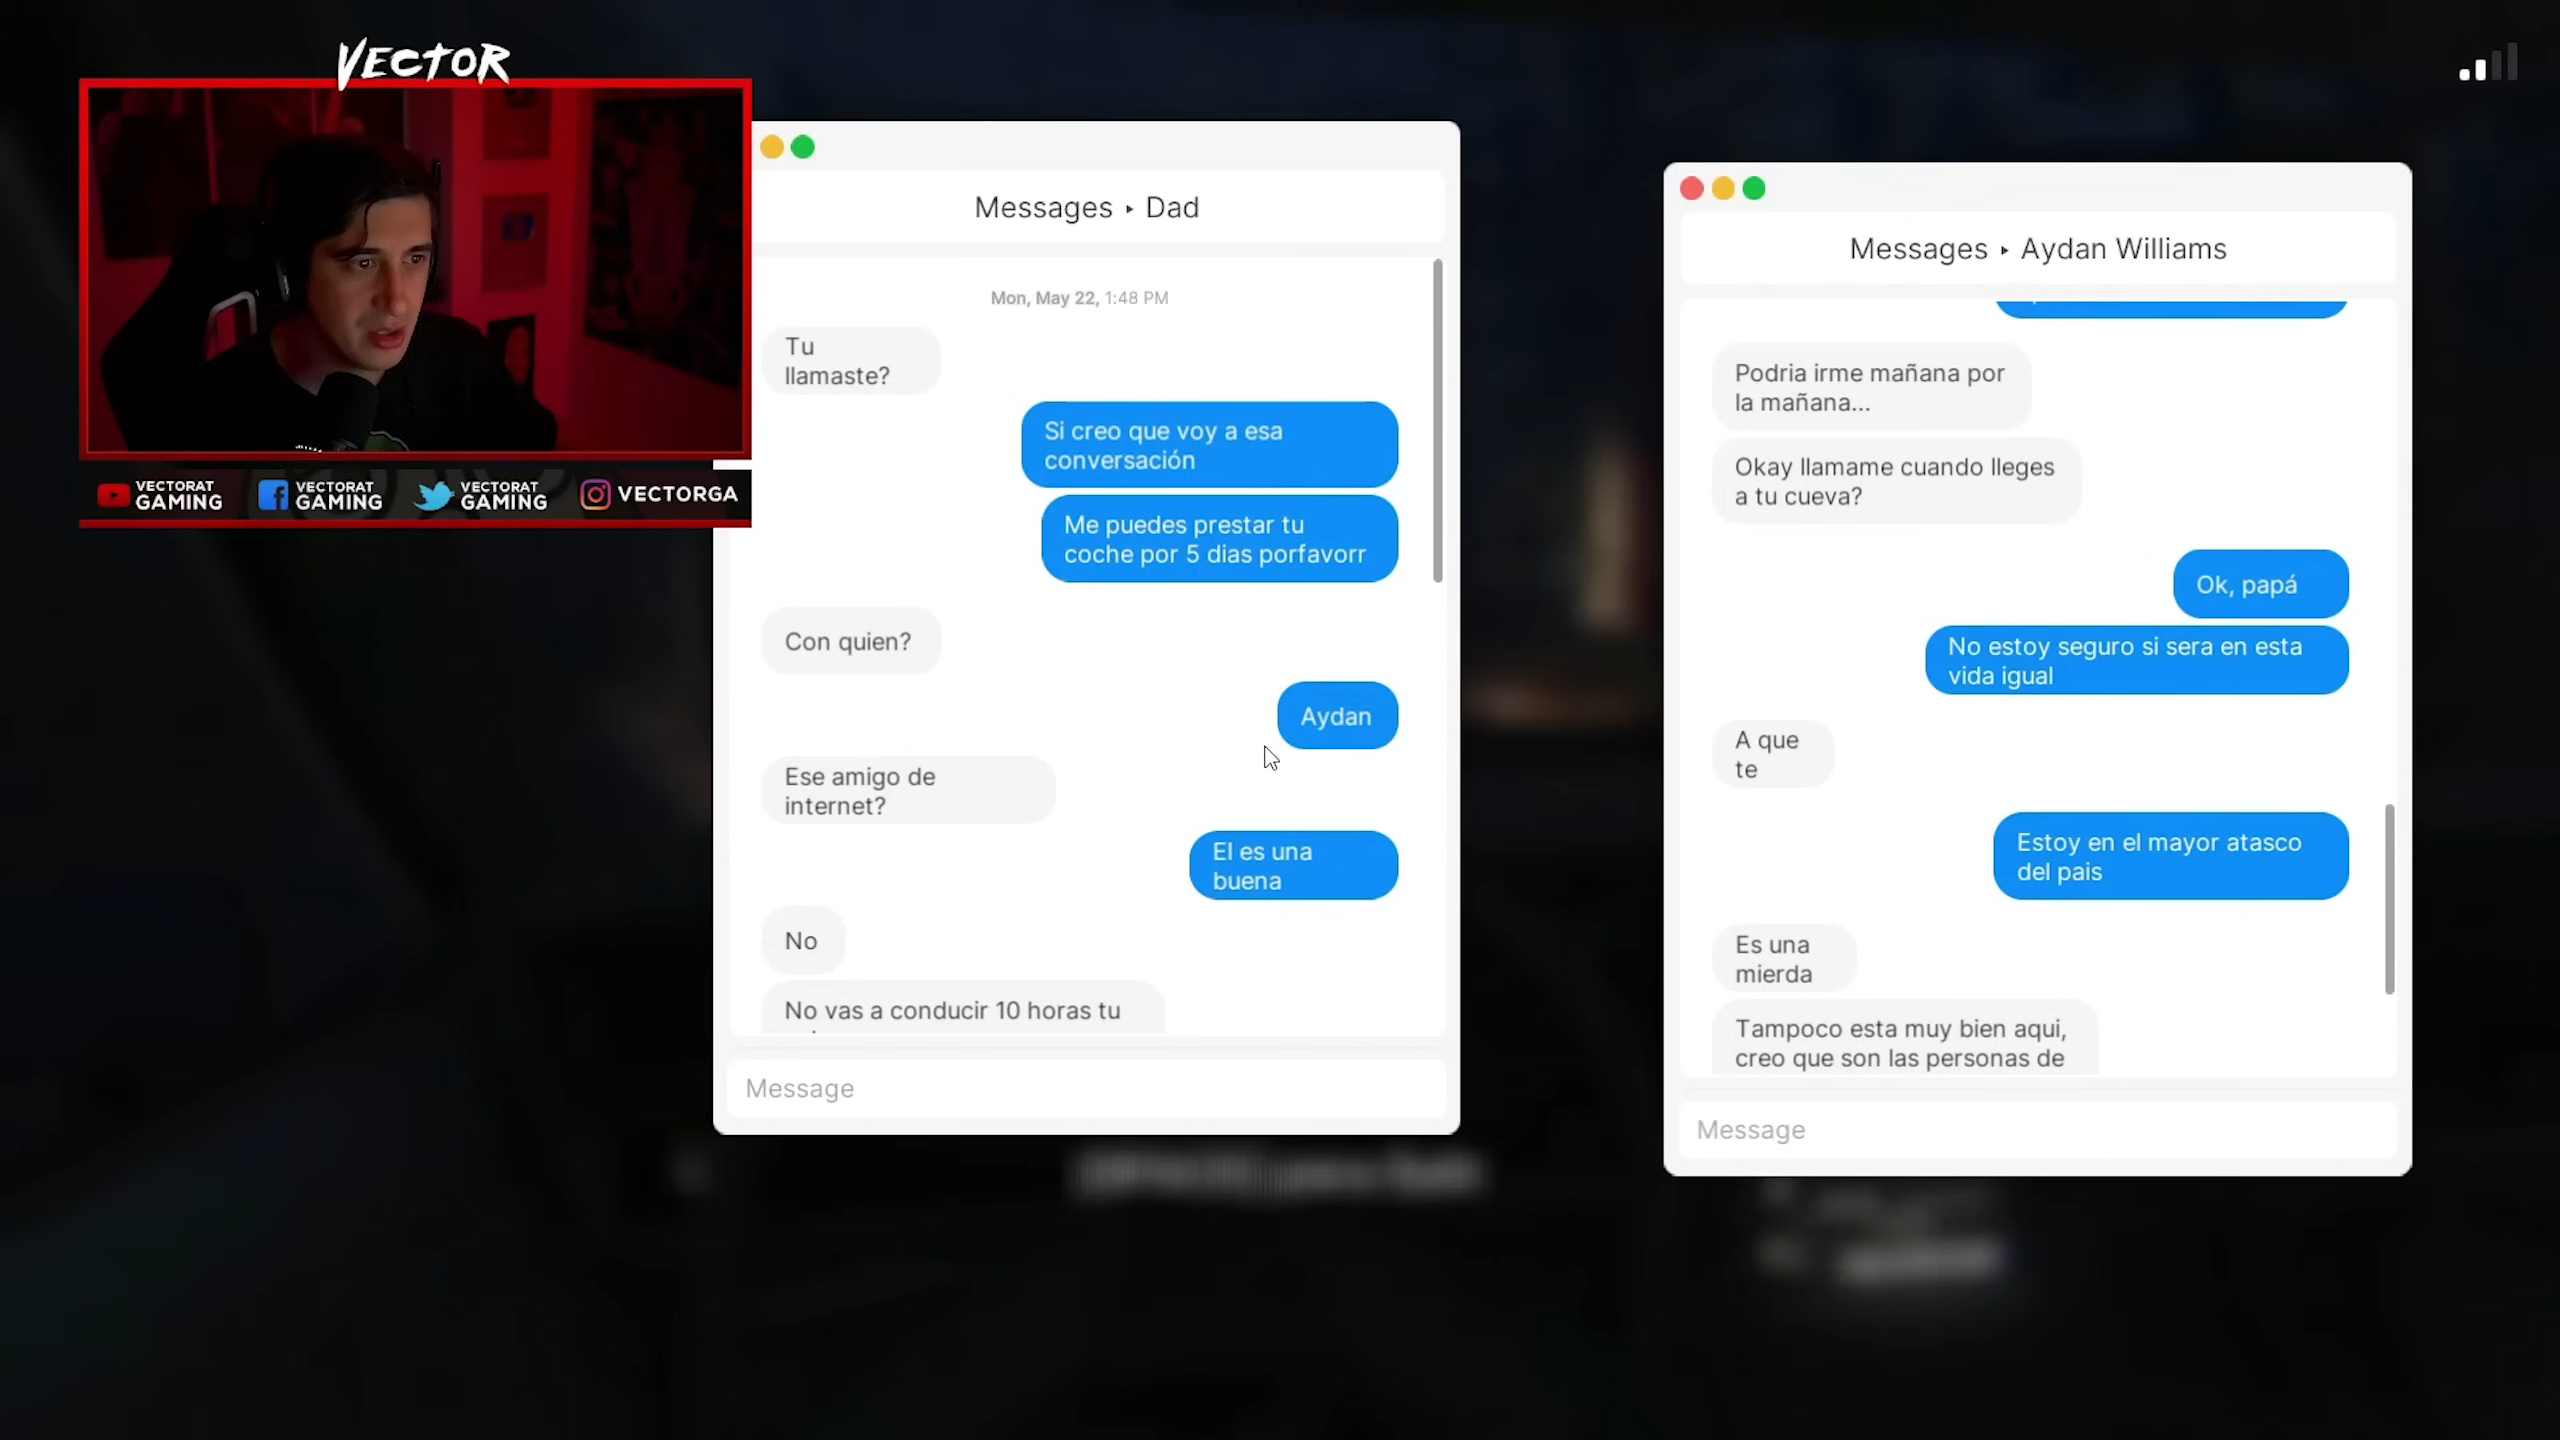 VECTOR
VECTORAT
GAMING
VECTORAT
GAMING
VECTORAT
GAMING
VECTORGA
Messages ‣ Dad
Mon, May 22, 1:48 PM
Tu
llamaste?
Si creo que voy a esa
conversación
Me puedes prestar tu
coche por 5 dias porfavorr
Con quien?
Aydan
Ese amigo de
internet?
El es una
buena
No
No vas a conducir 10 horas tu
Message
Messages ‣ Aydan Williams
Podria irme mañana por
la mañana...
Okay llamame cuando lleges
a tu cueva?
Ok, papá
No estoy seguro si sera en esta
vida igual
A que
te
Estoy en el mayor atasco
del pais
Es una
mierda
Tampoco esta muy bien aqui,
creo que son las personas de
Message